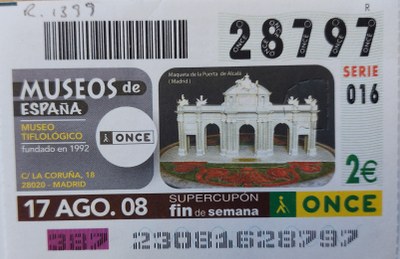 R. 1399
R
28797
SERIE
016
MUSEOS de
ESPAÑA
MUSEO
TIFLOLÓGICO
fundado en 1992
ONCE
C/ LA CORUÑA, 18
28020 - MADRID
Maqueta de la Puerta de Alcalá
(Madrid)
2€
17 AGO. 08
SUPERCUPÓN
fin de semana
ONCE
387 23081628797